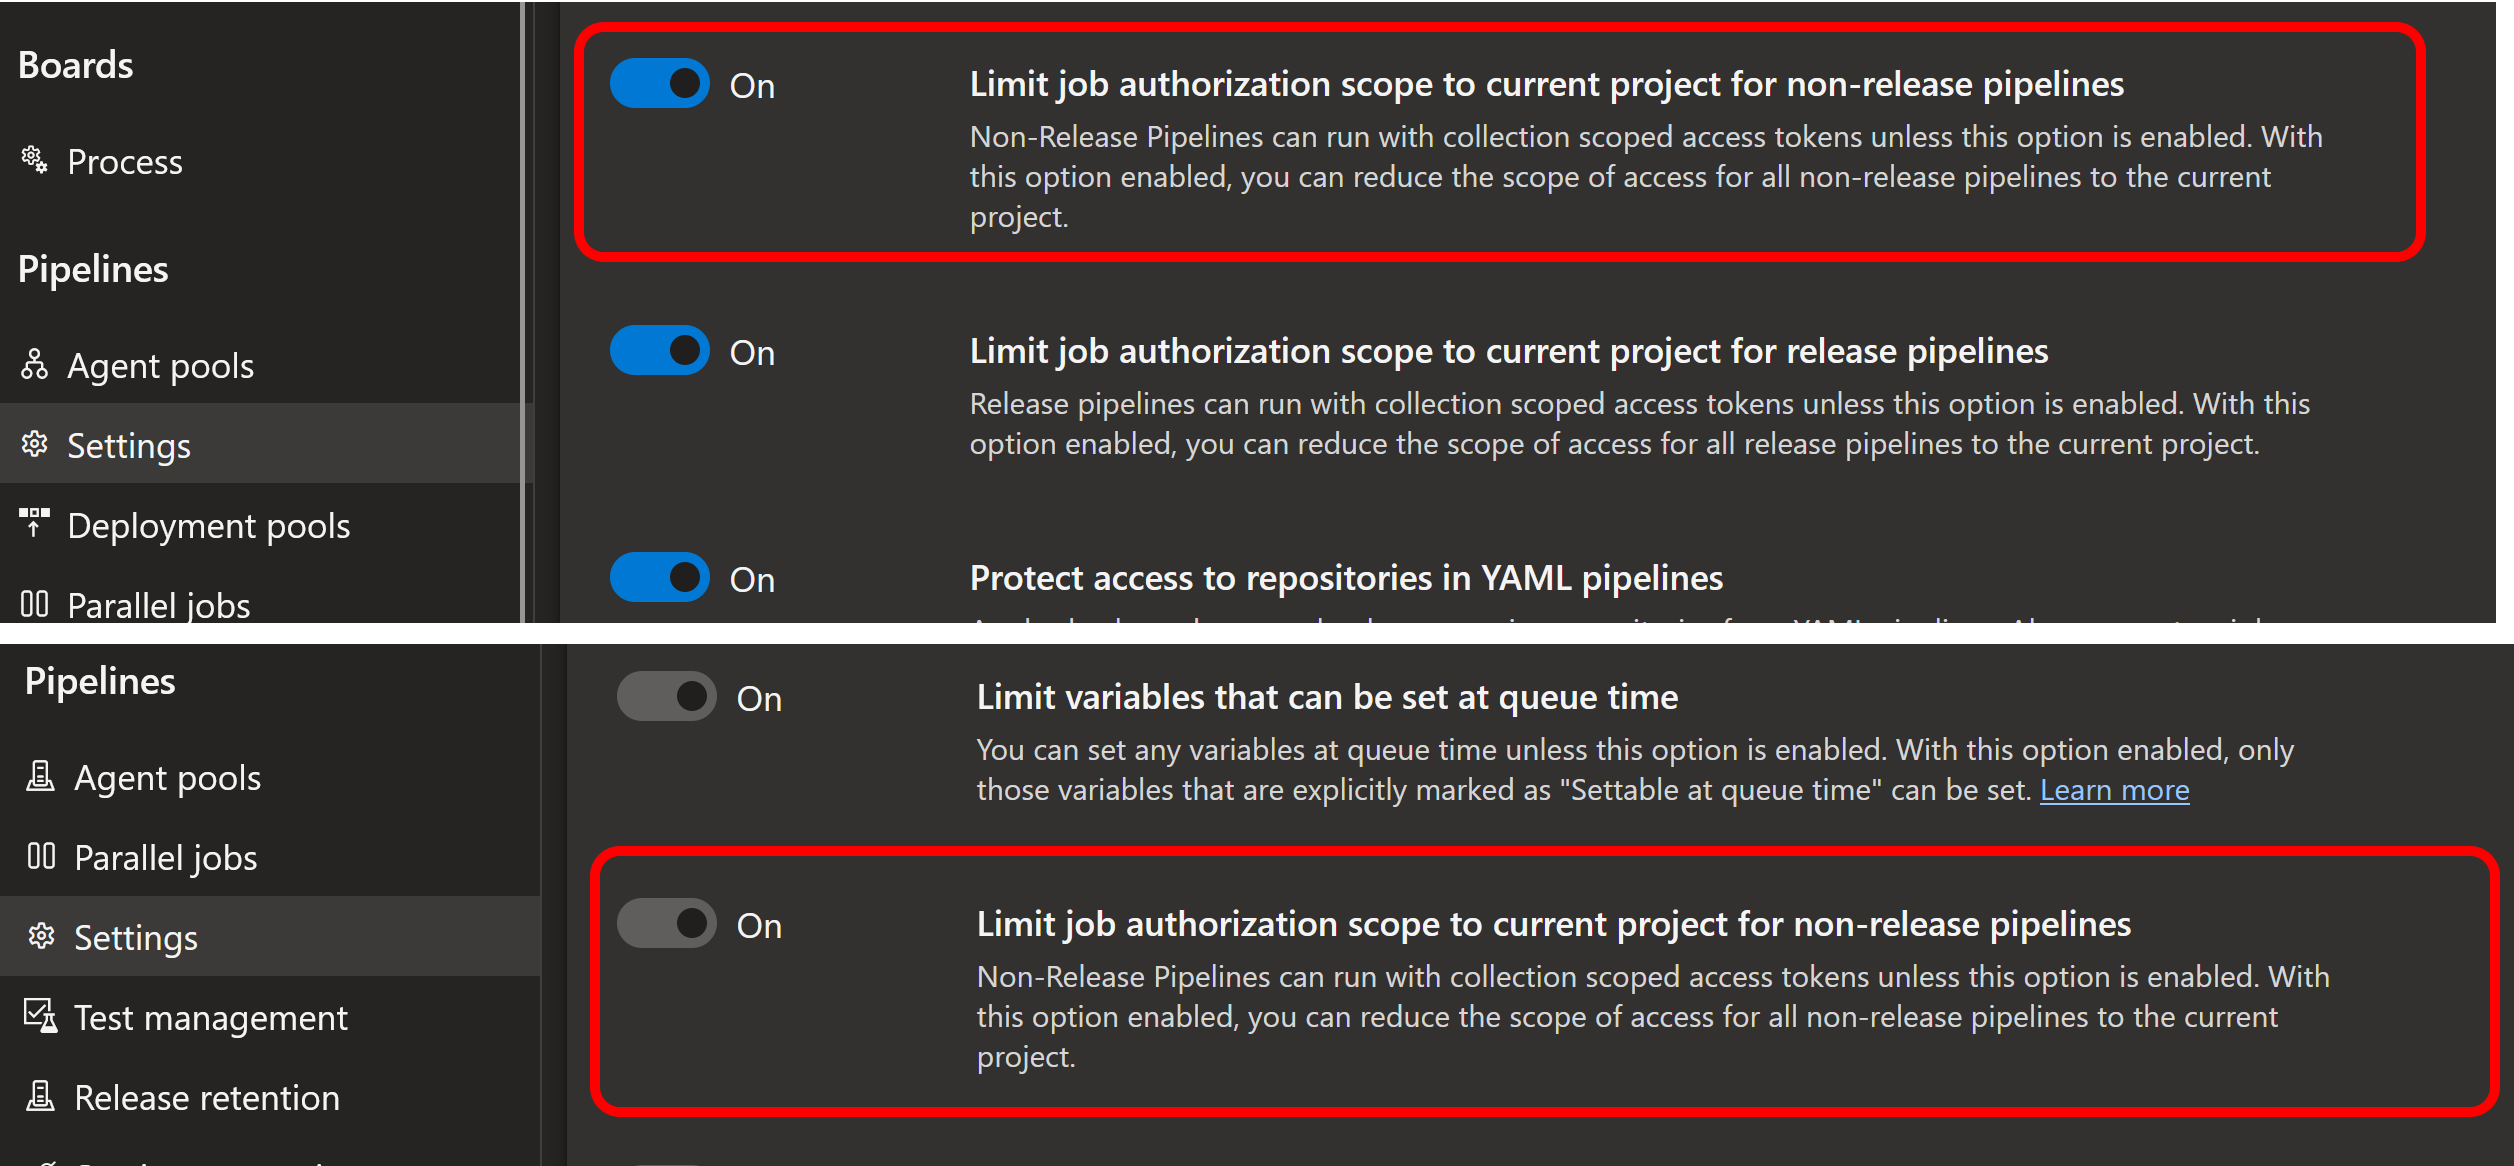 Boards
Process
Pipelines
Agent pools
Settings
Deployment pools
Parallel jobs
On
Limit job authorization scope to current project for non-release pipelines
Non-Release Pipelines can run with collection scoped access tokens unless this option is enabled. With
this option enabled, you can reduce the scope of access for all non-release pipelines to the current
project.
On
Limit job authorization scope to current project for release pipelines
Release pipelines can run with collection scoped access tokens unless this option is enabled. With this
option enabled, you can reduce the scope of access for all release pipelines to the current project.
On
Protect access to repositories in YAML pipelines
Pipelines
Agent pools
Parallel jobs
Settings
Test management
Release retention
On
Limit variables that can be set at queue time
You can set any variables at queue time unless this option is enabled. With this option enabled, only
those variables that are explicitly marked as "Settable at queue time" can be set. Learn more
On
Limit job authorization scope to current project for non-release pipelines
Non-Release Pipelines can run with collection scoped access tokens unless this option is enabled. With
this option enabled, you can reduce the scope of access for all non-release pipelines to the current
project.